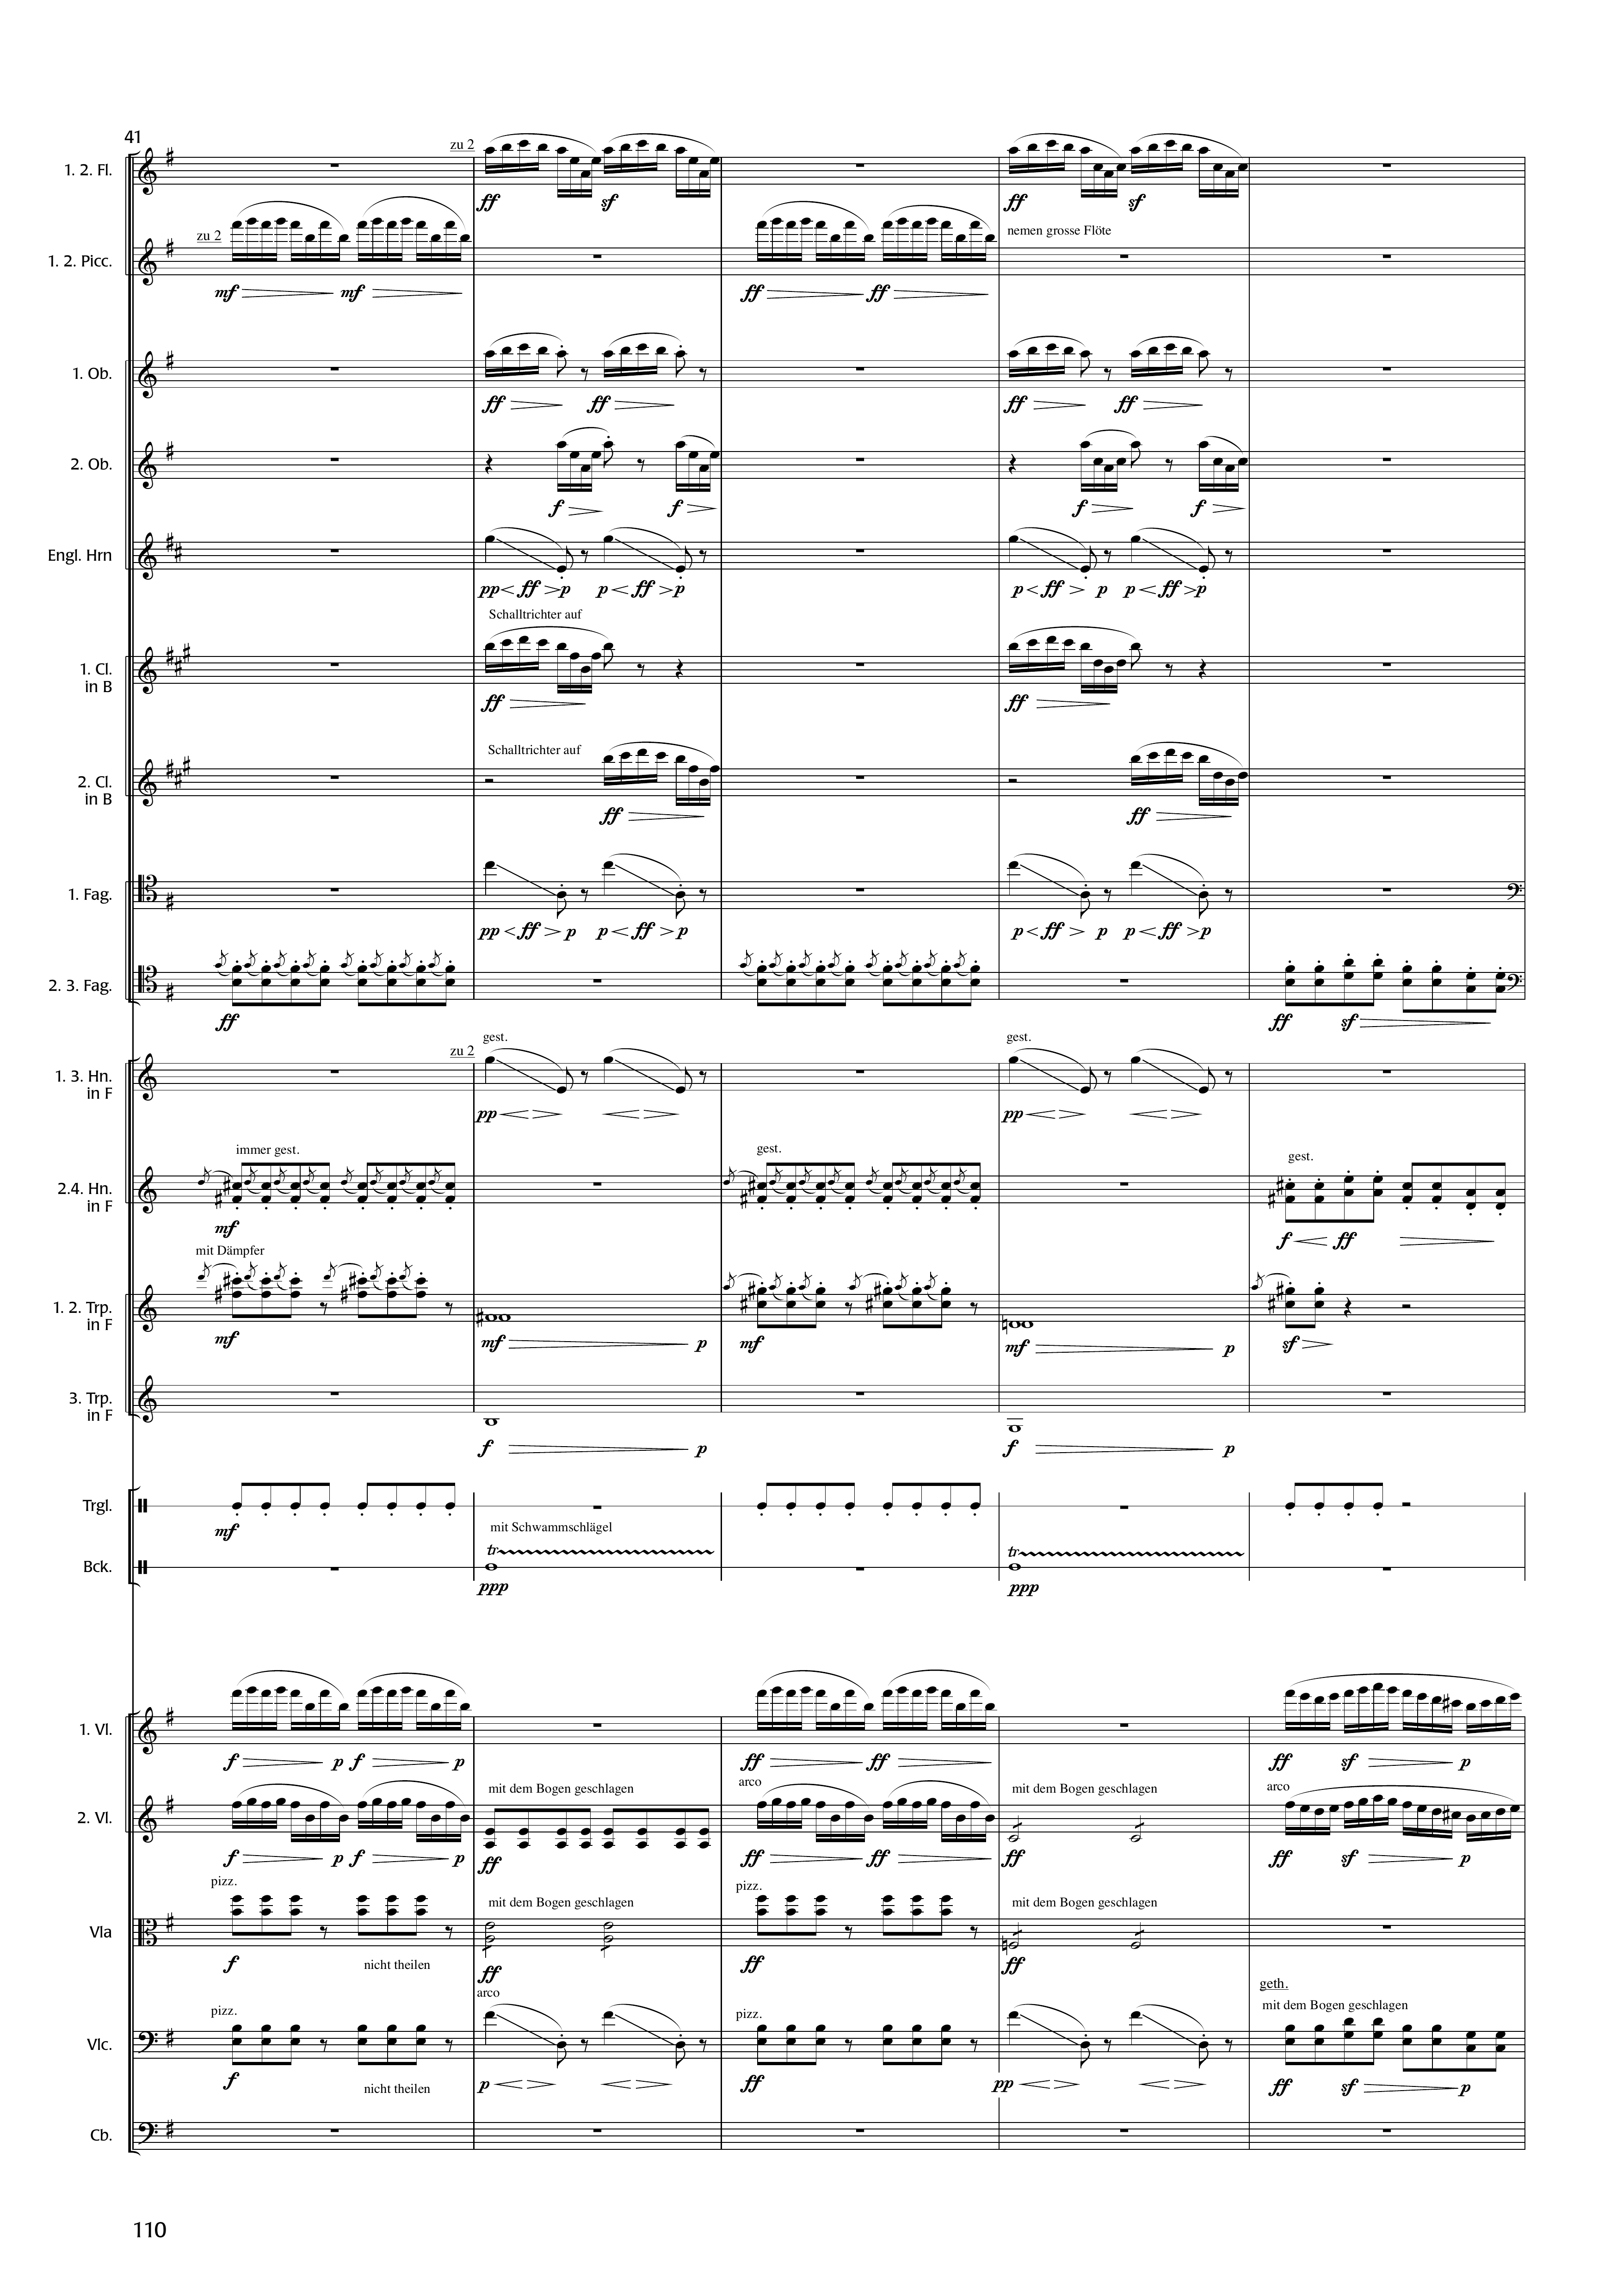 41
1. 2. Fl.
zu 2
ff sf ff sf
1. 2. Picc.
zu 2
nemen grosse Flöte
mf mf ff ff
1. Ob.
ff ff ff ff
2. Ob.
f f f f
Engl. Hrn
pp ff p p ff p p ff p p ff p
Schalltrichter auf
1. Cl.
in B
ff ff
Schalltrichter auf
2. Cl.
in B
ff ff
1. Fag.
pp ff p p ff p p ff p p ff p
2. 3. Fag.
ff ff sf
gest. gest.
zu 2
1. 3. Hn.
in F
pp pp
immer gest. gest. gest.
2.4. Hn.
in F
mf f ff
mit Dämpfer
1. 2. Trp.
in F
mf mf p mf mf p sf
3. Trp.
in F
f p f p
Trgl.
mf
mit Schwammschlägel
tr tr
Bck.
ppp ppp
1. Vl.
f p f p ff ff ff sf p
mit dem Bogen geschlagen arco mit dem Bogen geschlagen arco
2. Vl.
f p f p ff ff ff ff ff sf p
pizz. mit dem Bogen geschlagen pizz. mit dem Bogen geschlagen
Vla
f nicht theilen ff ff ff
pizz. arco pizz. geth.
mit dem Bogen geschlagen
Vlc.
f nicht theilen p ff pp ff sf p
Cb.
110